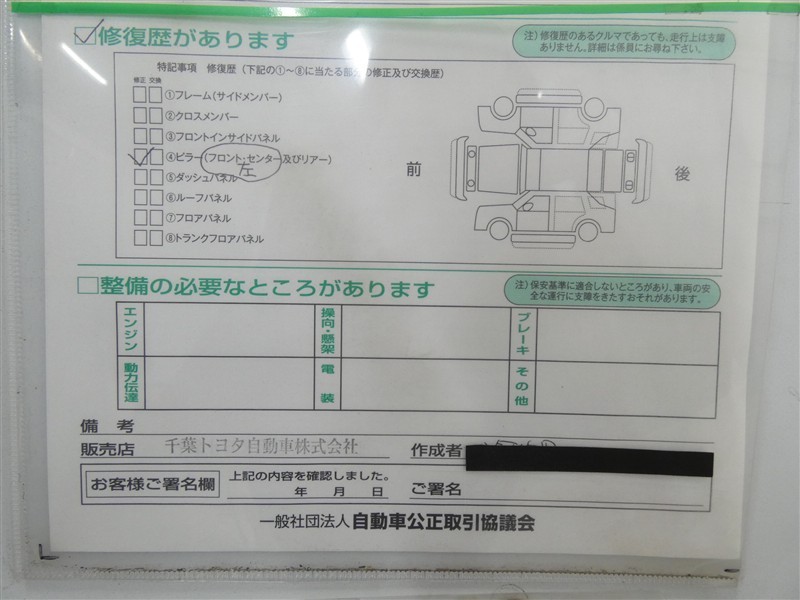 修復歴があります
注）修復歴のあるクルマであっても、走行上は支障ありません、詳細は係員にお尋ね下さい。
特記事項 修復歴（下記の①～⑧に当たる部 の修正及び交換歴）
修正 交換
①フレーム（サイドメンバー）
②クロスメンバー
③フロントインサイドパネル
④ピラー（フロント・センター及びリアー）
左
⑤ダッシュパネル
⑥ルーフパネル
⑦フロアパネル
⑧トランクフロアパネル
前
後
整備の必要なところがあります
注）保安基準に適合しないところがあり、車両の安全な運行に支障をきたすおそれがあります。
エンジン 操向・懸架 ブレーキ
動力伝達 電装 その他
備考
販売店 千葉トヨタ自動車株式会社 作成者
お客様ご署名欄 上記の内容を確認しました。
年 月 日 ご署名
一般社団法人 自動車公正取引協議会